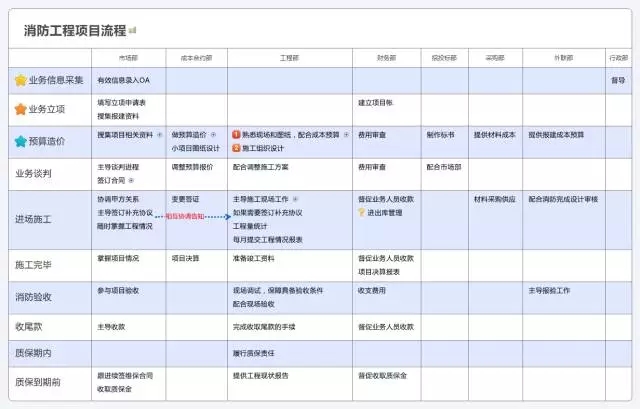 消防工程项目流程
市场部 成本合约部 工程部 财务部 招投标部 采购部 外联部 行政部
业务信息采集 有效信息录入OA 督导
业务立项 填写立项申请表 建立项目帐
搜集报建资料
预算造价 搜集项目相关资料 做预算造价 1 熟悉现场和图纸，配合成本预算 费用审查 制作标书 提供材料成本 提供报建成本预算
小项目图纸设计 2 施工组织设计
业务谈判 主导谈判进程 调整预算报价 配合调整施工方案 费用审查 配合市场部
签订合同
进场施工 协调甲方关系 变更签证 主导施工现场工作 督促业务人员收款 材料采购供应 配合消防完成设计审核
主导签订补充协议 相互协调告知 如果需要签订补充协议 ? 进出库管理
随时掌握工程情况 工程量统计
每月提交工程情况报表
施工完毕 掌握项目情况 项目决算 准备竣工资料 督促业务人员收款
项目决算报表
消防验收 参与项目验收 现场调试，保障具备验收条件 收支费用 主导报验工作
配合现场验收
收尾款 主导收款 完成收取尾款的手续 督促业务人员收款
质保期内 履行质保责任
质保到期前 跟进续签维保合同 提供工程现状报告 督促收取质保金
收取质保金